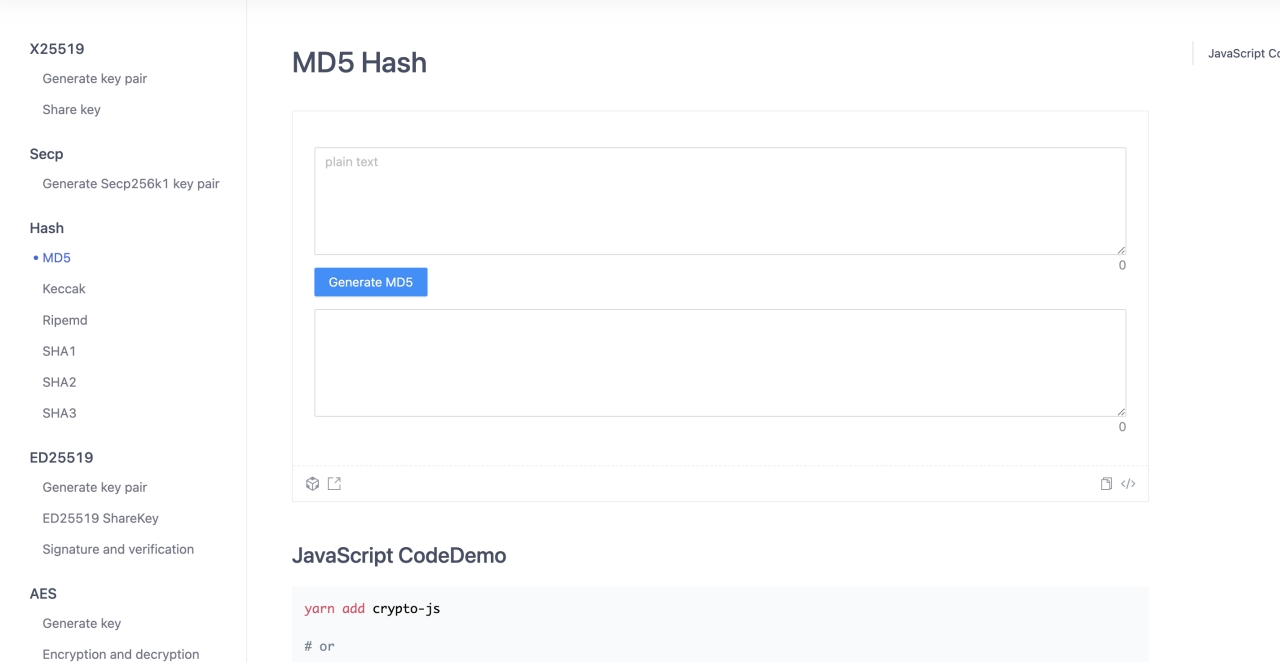 X25519
Generate key pair
Share key
Secp
Generate Secp256k1 key pair
Hash
MD5
Keccak
Ripemd
SHA1
SHA2
SHA3
ED25519
Generate key pair
ED25519 ShareKey
Signature and verification
AES
Generate key
Encryption and decryption
MD5 Hash
plain text
0
Generate MD5
0
</>
JavaScript CodeDemo
yarn add crypto-js
# or
JavaScript Co